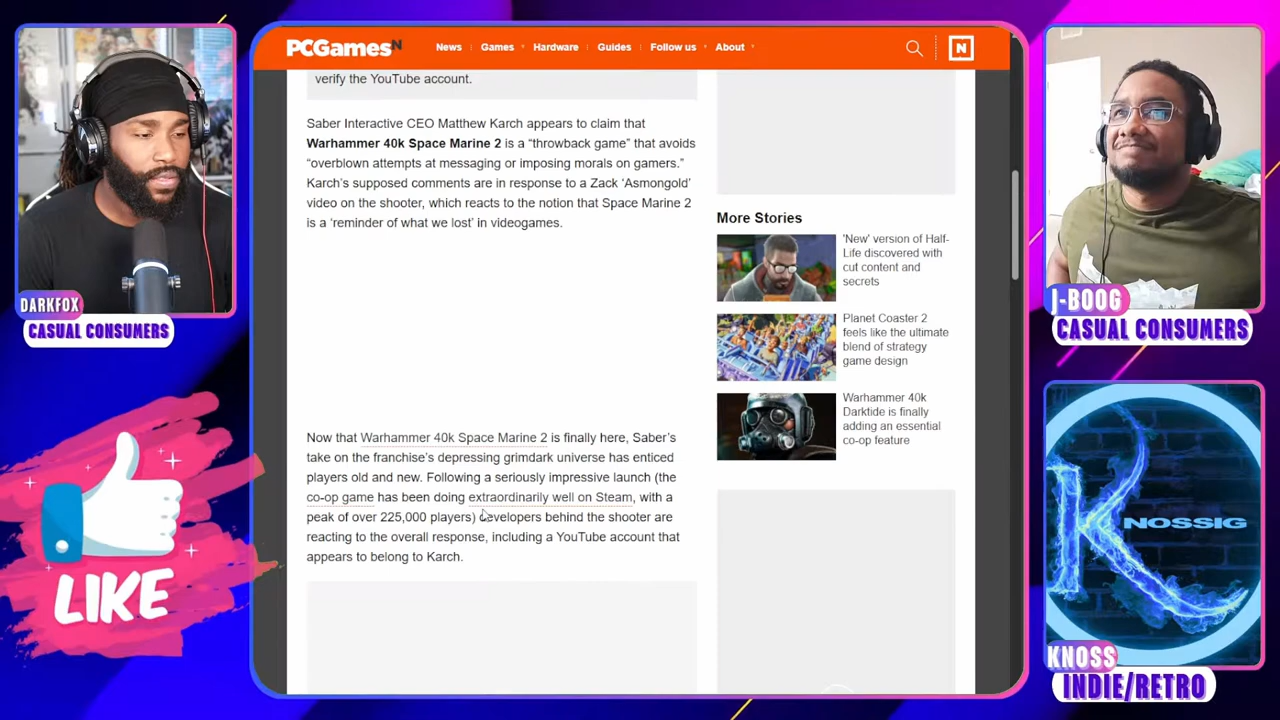 PCGamesN
News
Games
Hardware
Guides
Follow us
About
N
verify the YouTube account.
Saber Interactive CEO Matthew Karch appears to claim that
Warhammer 40k Space Marine 2 is a “throwback game” that avoids
“overblown attempts at messaging or imposing morals on gamers.”
Karch’s supposed comments are in response to a Zack ‘Asmongold’
video on the shooter, which reacts to the notion that Space Marine 2
is a ‘reminder of what we lost’ in videogames.
Now that Warhammer 40k Space Marine 2 is finally here, Saber’s
take on the franchise’s depressing grimdark universe has enticed
players old and new. Following a seriously impressive launch (the
co-op game has been doing extraordinarily well on Steam, with a
peak of over 225,000 players) developers behind the shooter are
reacting to the overall response, including a YouTube account that
appears to belong to Karch.
More Stories
'New' version of Half-
Life discovered with
cut content and
secrets
Planet Coaster 2
feels like the ultimate
blend of strategy
game design
Warhammer 40k
Darktide is finally
adding an essential
co-op feature
DARKFOX
CASUAL CONSUMERS
LIKE
J-BOOG
CASUAL CONSUMERS
K
NOSSIG
KNOSS
INDIE/RETRO